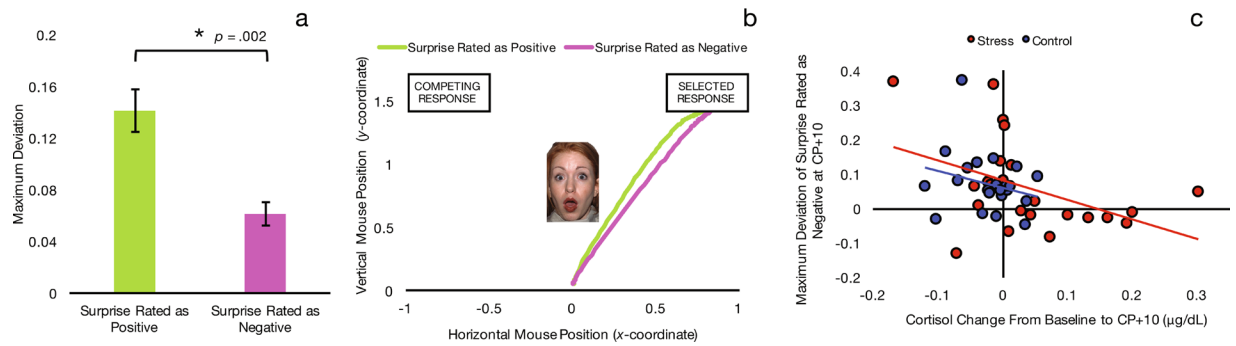 a
* p = .002
0.2
0.16
0.12
0.08
0.04
0
Maximum Deviation
Surprise Rated as
Positive
Surprise Rated as
Negative
b
Surprise Rated as Positive
Surprise Rated as Negative
COMPETING
RESPONSE
SELECTED
RESPONSE
Vertical Mouse Position (y-coordinate)
1.5
1
0.5
0
-1
-0.5
0
0.5
1
Horizontal Mouse Position (x-coordinate)
c
Stress
Control
Maximum Deviation of Surprise Rated as
Negative at CP+10
0.4
0.3
0.2
0.1
0
-0.1
-0.2
-0.2
-0.1
0
0.1
0.2
0.3
Cortisol Change From Baseline to CP+10 (µg/dL)